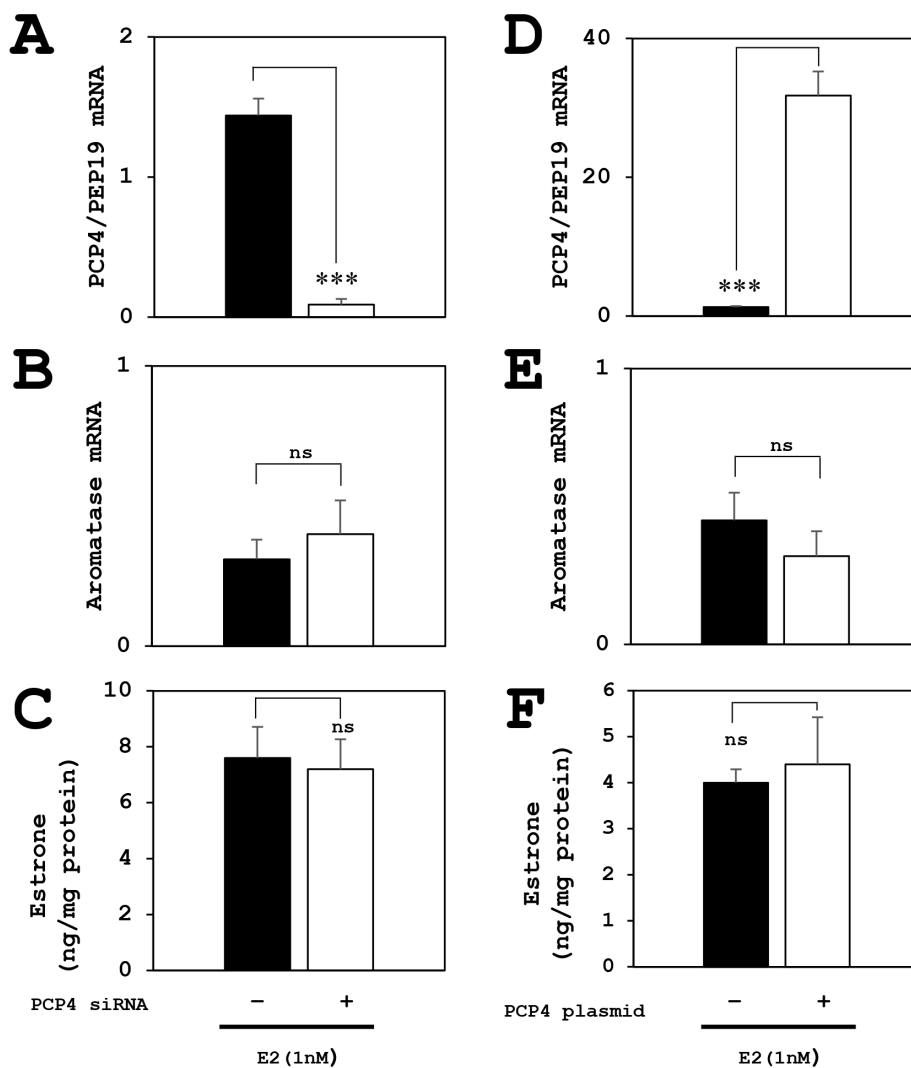 A
PCP4/PEP19 mRNA
2
1
0
***
D
PCP4/PEP19 mRNA
40
20
0
***
B
Aromatase mRNA
1
0
ns
E
Aromatase mRNA
1
0
ns
C
Estrone
(ng/mg protein)
10
8
6
4
2
0
ns
F
Estrone
(ng/mg protein)
6
5
4
3
2
1
0
ns
PCP4 siRNA − +
E2(1nM)
PCP4 plasmid − +
E2(1nM)